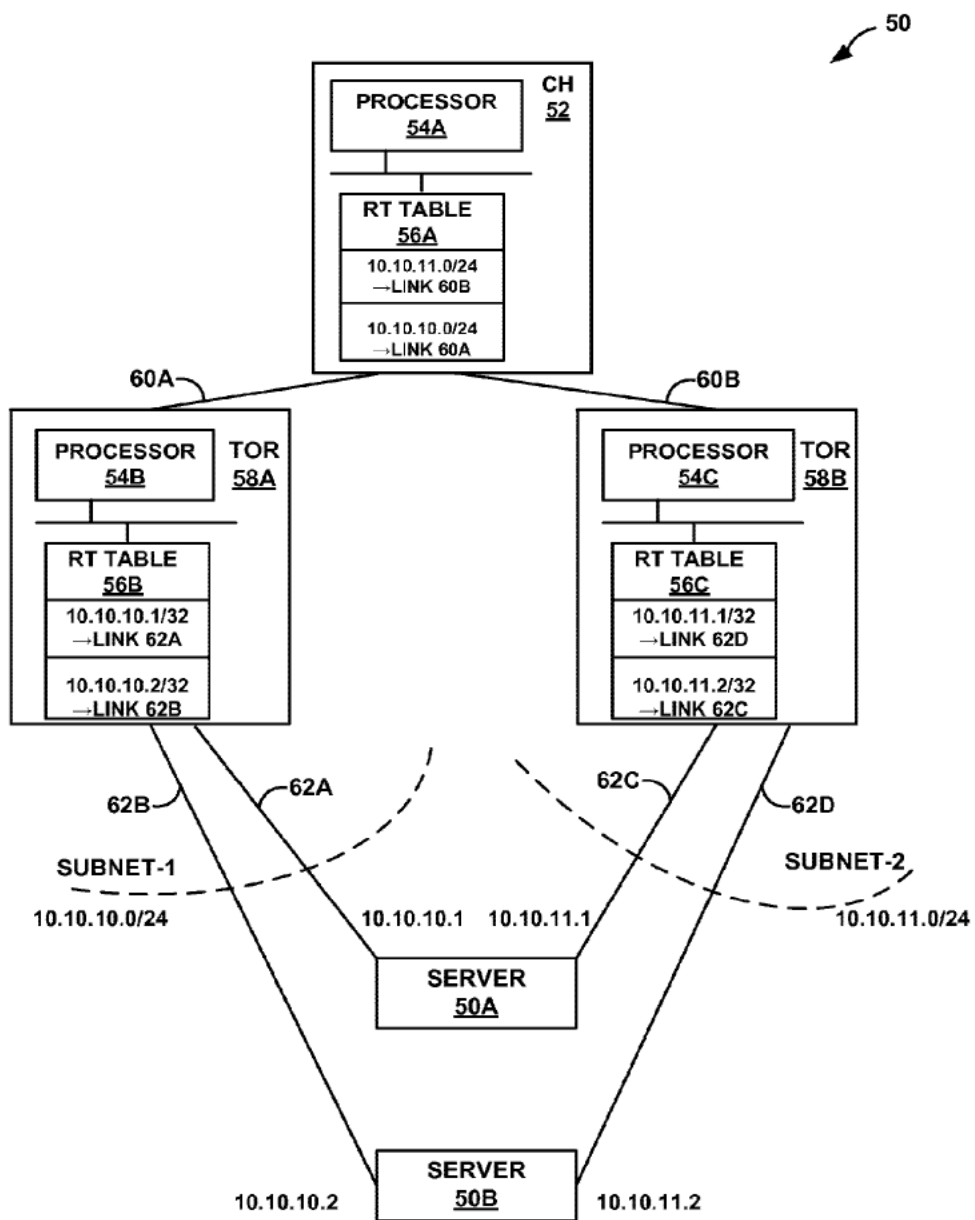 50
PROCESSOR
54A
CH
52
RT TABLE
56A
10.10.11.0/24
→LINK 60B
10.10.10.0/24
→LINK 60A
60A
60B
PROCESSOR
54B
TOR
58A
RT TABLE
56B
10.10.10.1/32
→LINK 62A
10.10.10.2/32
→LINK 62B
PROCESSOR
54C
TOR
58B
RT TABLE
56C
10.10.11.1/32
→LINK 62D
10.10.11.2/32
→LINK 62C
62B
62A
62C
62D
SUBNET-1
10.10.10.0/24
SUBNET-2
10.10.11.0/24
10.10.10.1
10.10.11.1
SERVER
50A
SERVER
50B
10.10.10.2
10.10.11.2